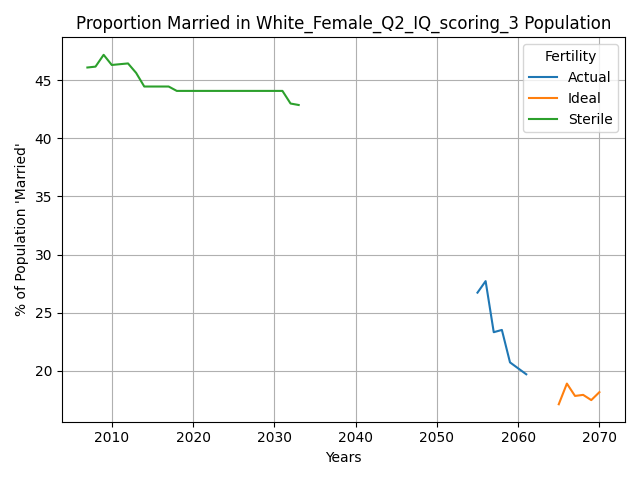 Proportion Married in White_Female_Q2_IQ_scoring_3 Population
Fertility
Actual
Ideal
Sterile
% of Population 'Married'
45
40
35
30
25
20
2010
2020
2030
2040
2050
2060
2070
Years